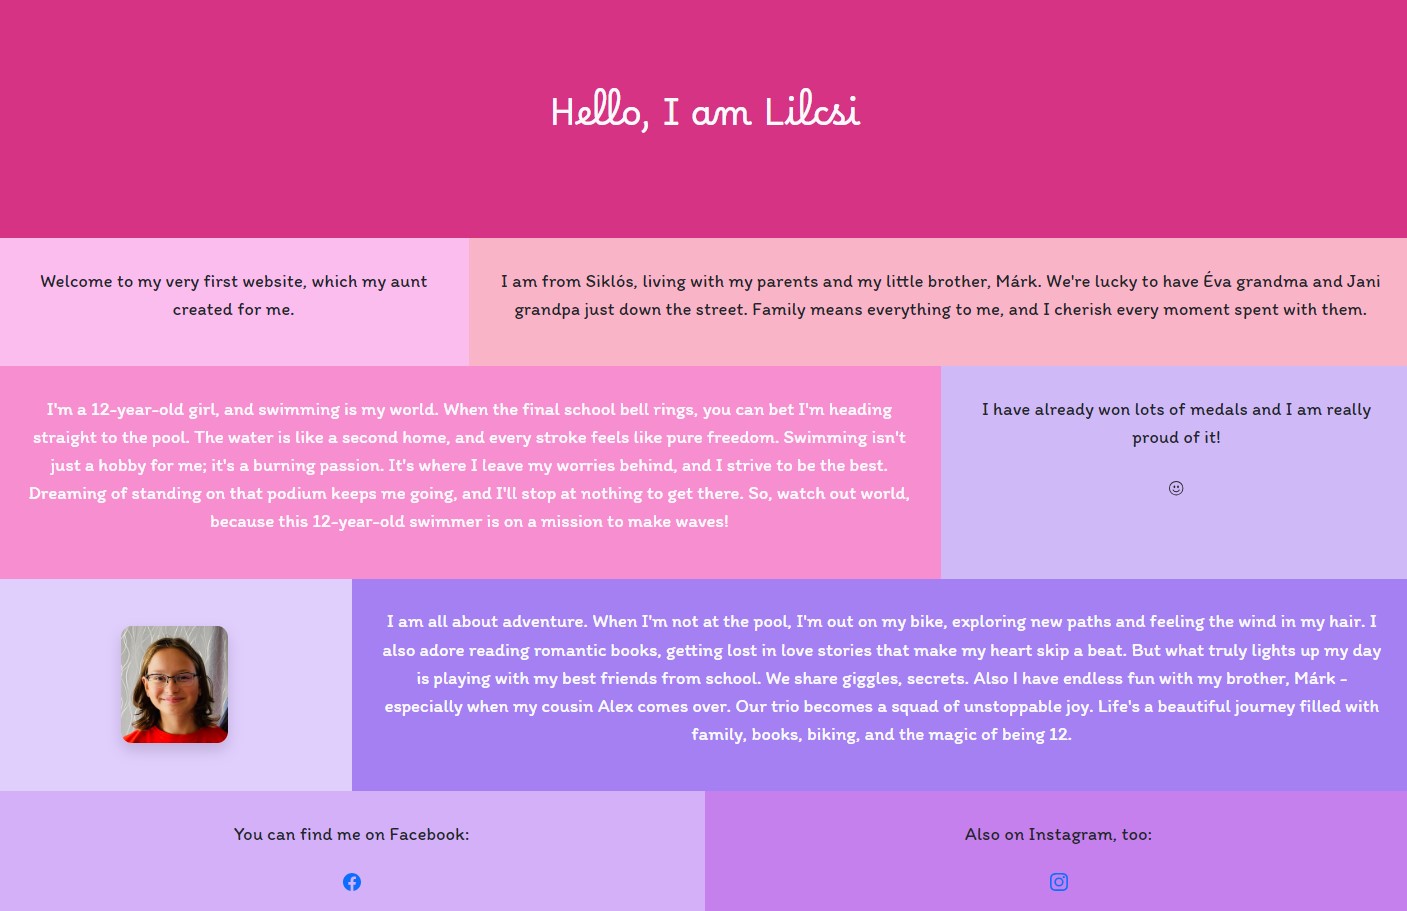 Hello, I am Lilcsi
Welcome to my very first website, which my aunt
created for me.
I am from Siklós, living with my parents and my little brother, Márk. We're lucky to have Éva grandma and Jani
grandpa just down the street. Family means everything to me, and I cherish every moment spent with them.
I'm a 12-year-old girl, and swimming is my world. When the final school bell rings, you can bet I'm heading
straight to the pool. The water is like a second home, and every stroke feels like pure freedom. Swimming isn't
just a hobby for me; it's a burning passion. It's where I leave my worries behind, and I strive to be the best.
Dreaming of standing on that podium keeps me going, and I'll stop at nothing to get there. So, watch out world,
because this 12-year-old swimmer is on a mission to make waves!
I have already won lots of medals and I am really
proud of it!
I am all about adventure. When I'm not at the pool, I'm out on my bike, exploring new paths and feeling the wind in my hair. I
also adore reading romantic books, getting lost in love stories that make my heart skip a beat. But what truly lights up my day
is playing with my best friends from school. We share giggles, secrets. Also I have endless fun with my brother, Márk -
especially when my cousin Alex comes over. Our trio becomes a squad of unstoppable joy. Life's a beautiful journey filled with
family, books, biking, and the magic of being 12.
You can find me on Facebook:
Also on Instagram, too: